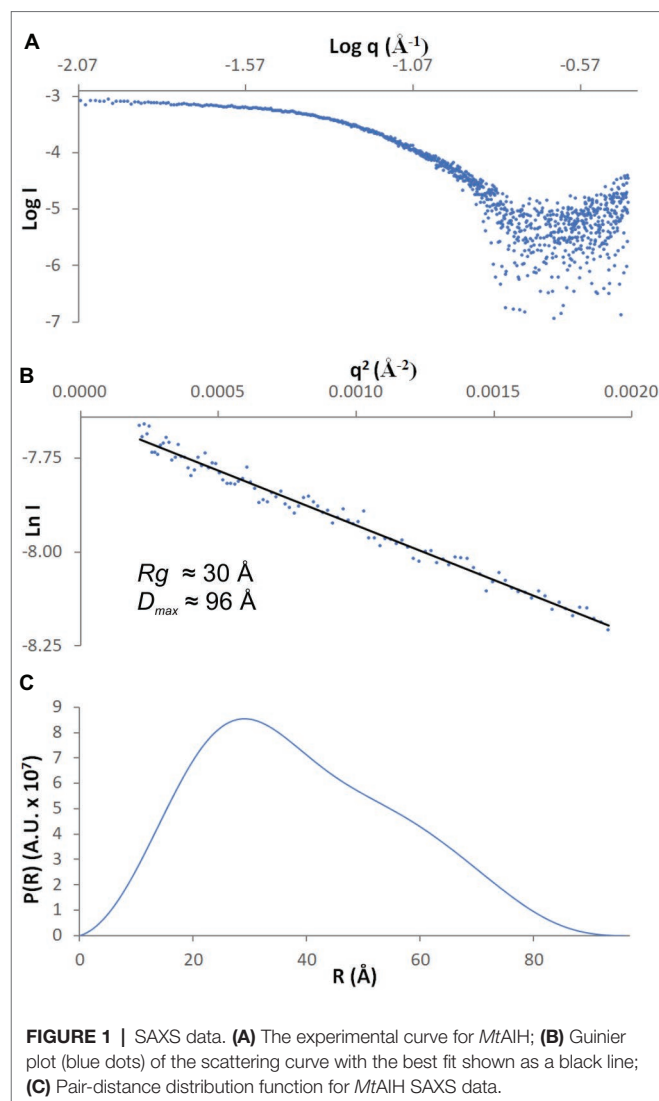 A
Log q (Å-1)
-2.07 -1.57 -1.07 -0.57
Log I
-3
-4
-5
-6
-7
B
q² (Å-2)
0.0000 0.0005 0.0010 0.0015 0.0020
Ln I
-7.75
-8.00
-8.25
Rg ≈ 30 Å
Dmax ≈ 96 Å
C
P(R) (A.U. x 10⁷)
9
8
7
6
5
4
3
2
1
0
0 20 40 60 80
R (Å)
FIGURE 1 | SAXS data. (A) The experimental curve for MtAIH; (B) Guinier
plot (blue dots) of the scattering curve with the best fit shown as a black line;
(C) Pair-distance distribution function for MtAIH SAXS data.